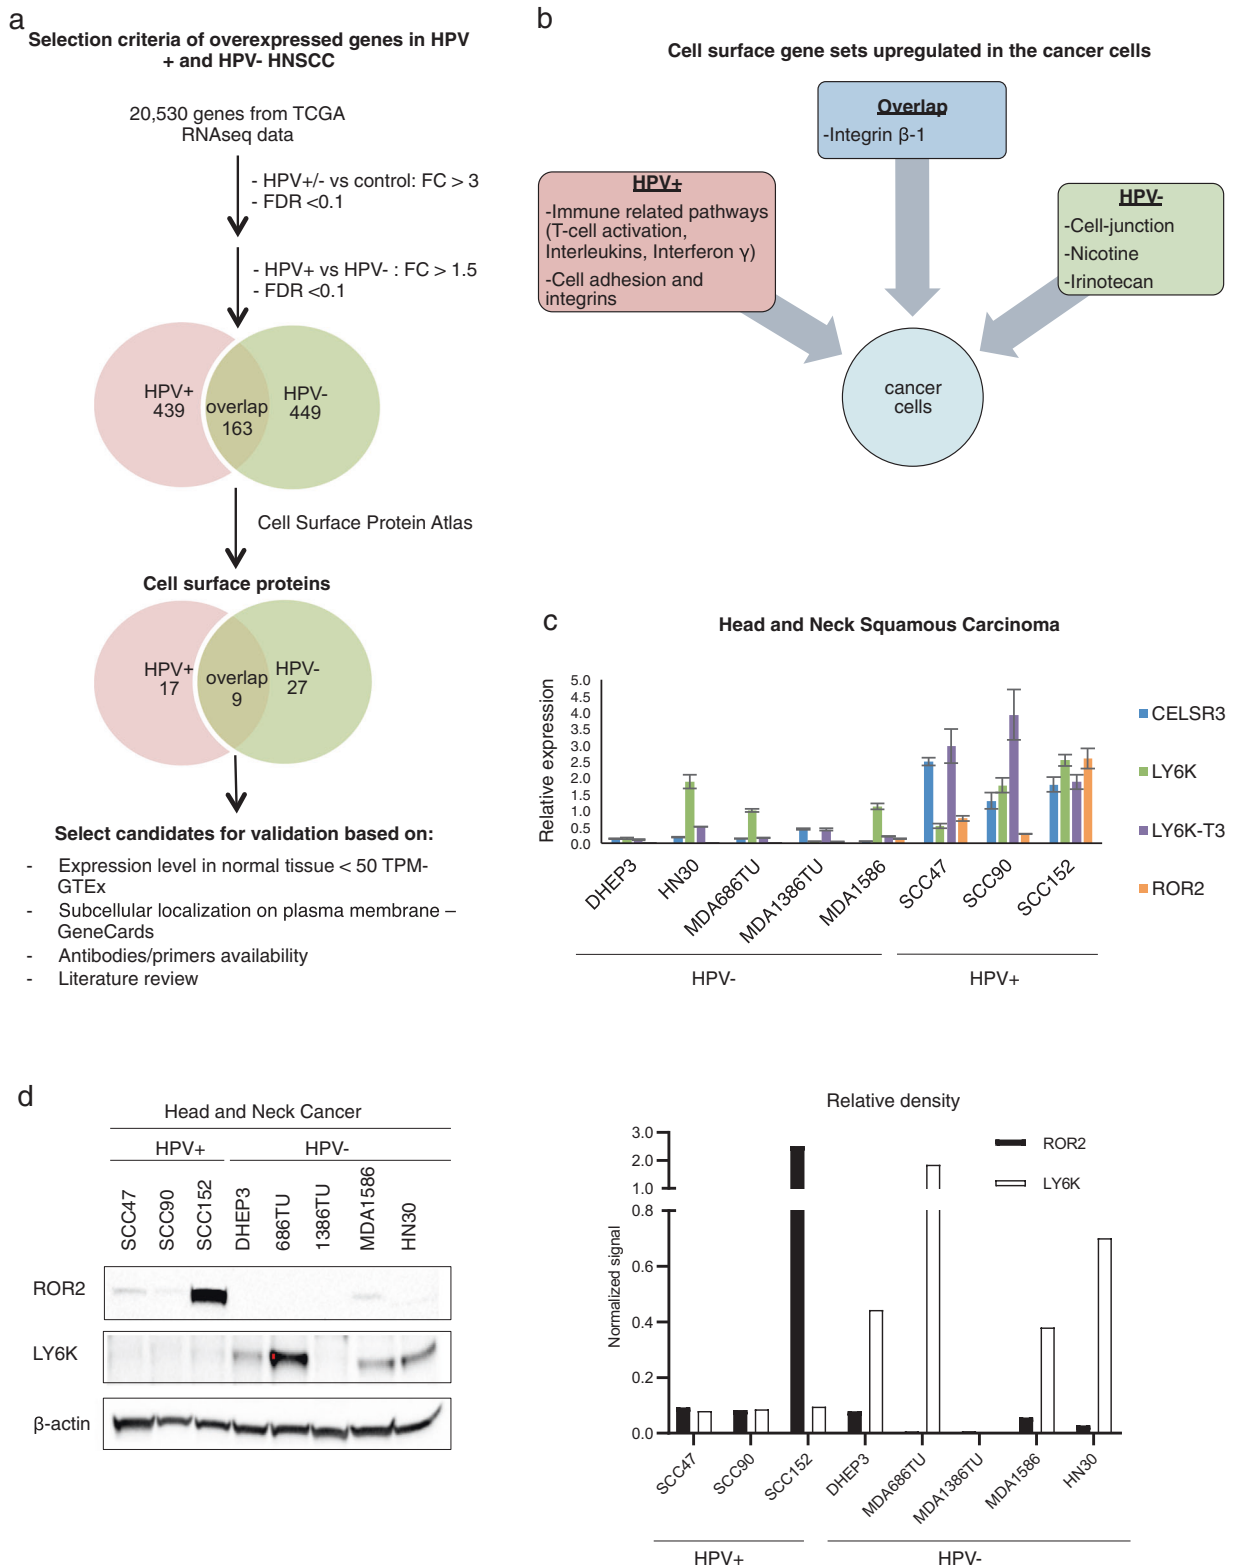 a
Selection criteria of overexpressed genes in HPV
+ and HPV- HNSCC
20,530 genes from TCGA
RNAseq data
- HPV+/- vs control: FC > 3
- FDR <0.1
- HPV+ vs HPV- : FC > 1.5
- FDR <0.1
HPV+
439
overlap
163
HPV-
449
Cell Surface Protein Atlas
Cell surface proteins
HPV+
17
overlap
9
HPV-
27
Select candidates for validation based on:
- Expression level in normal tissue < 50 TPM-
GTEx
- Subcellular localization on plasma membrane –
GeneCards
- Antibodies/primers availability
- Literature review
b
Cell surface gene sets upregulated in the cancer cells
Overlap
-Integrin β-1
HPV+
-Immune related pathways
(T-cell activation,
Interleukins, Interferon γ)
-Cell adhesion and
integrins
HPV-
-Cell-junction
-Nicotine
-Irinotecan
cancer
cells
c
Head and Neck Squamous Carcinoma
Relative expression
5.0
4.5
4.0
3.5
3.0
2.5
2.0
1.5
1.0
0.5
0.0
DHEP3
HN30
MDA686TU
MDA1386TU
MDA1586
SCC47
SCC90
SCC152
HPV-
HPV+
CELSR3
LY6K
LY6K-T3
ROR2
d
Head and Neck Cancer
HPV+
HPV-
SCC47
SCC90
SCC152
DHEP3
686TU
1386TU
MDA1586
HN30
ROR2
LY6K
β-actin
Relative density
Normalized signal
3.0
2.0
1.0
0.8
0.6
0.4
0.2
0.0
ROR2
LY6K
SCC47
SCC90
SCC152
DHEP3
MDA686TU
MDA1386TU
MDA1586
HN30
HPV+
HPV-